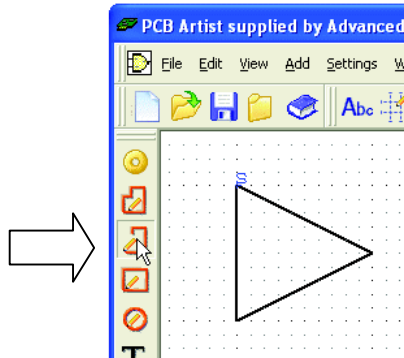 PCB Artist supplied by Advanced
File Edit View Add Settings
Abc
S
T